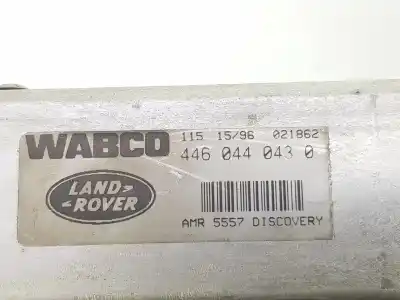 WABCO 115 15/96 021862
446 044 043 0
LAND
ROVER
AMR 5557 DISCOVERY